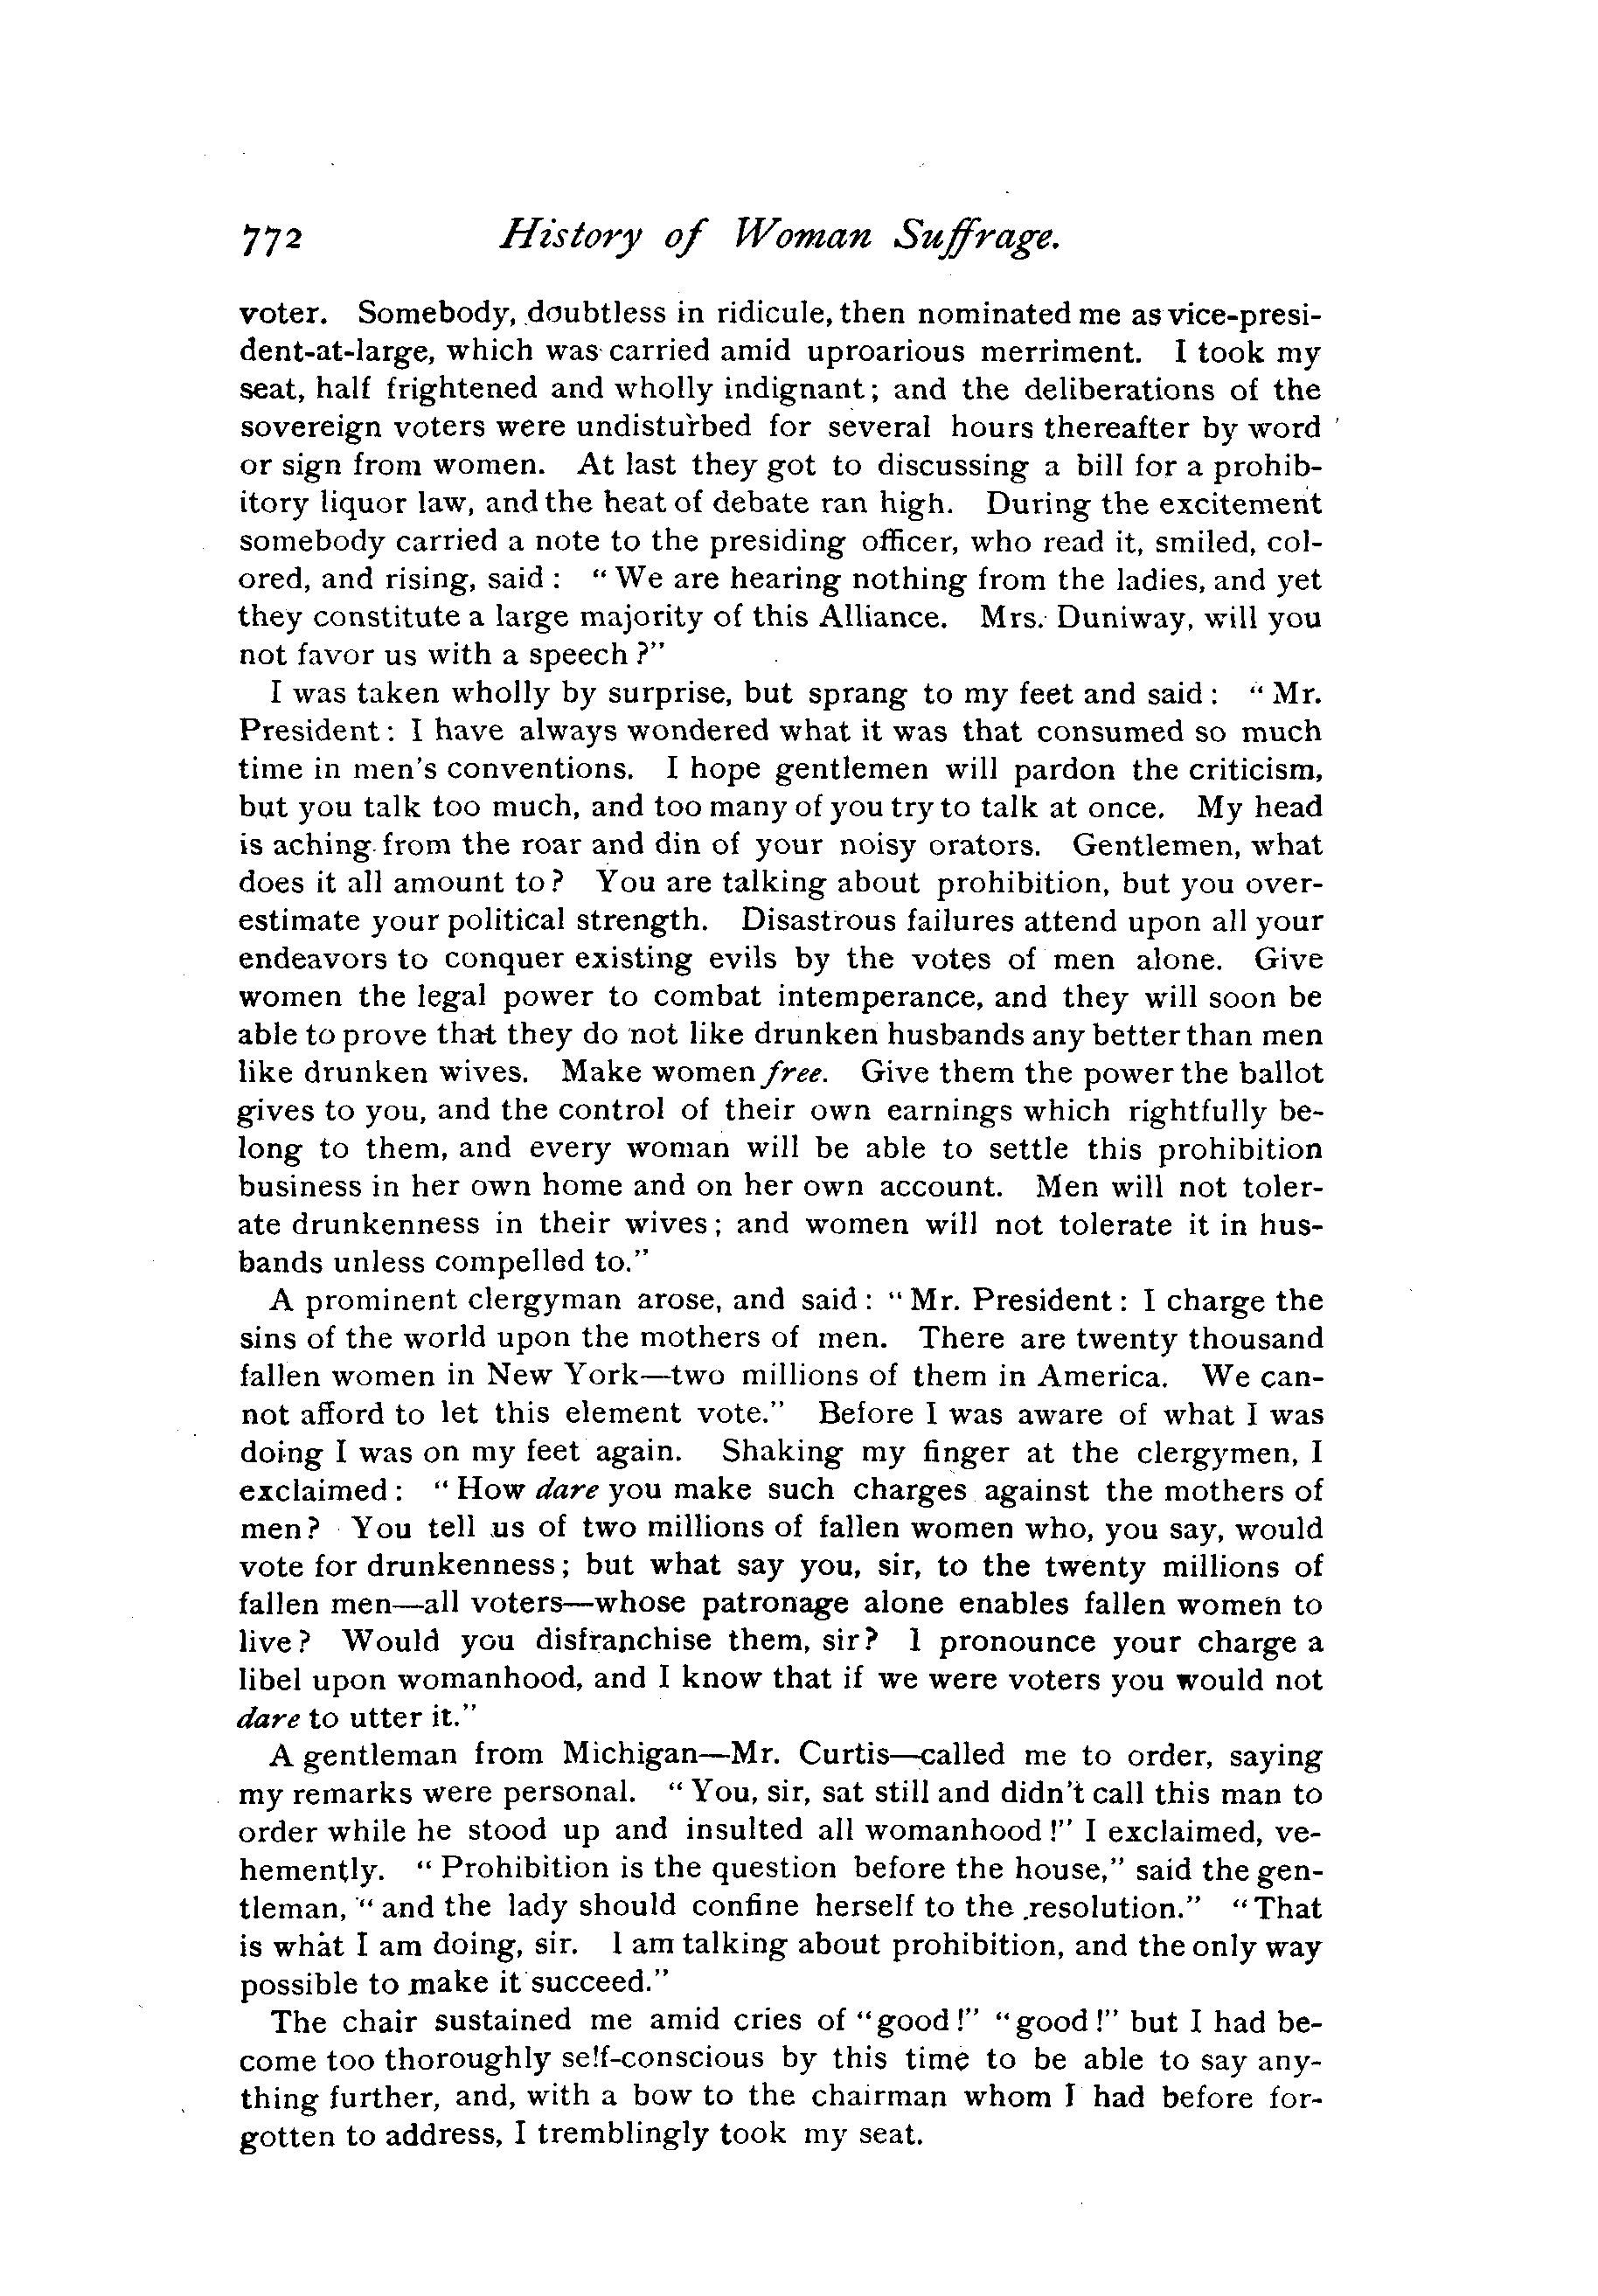 772 History of Woman Suffrage.
voter. Somebody, doubtless in ridicule, then nominated me as vice-presi-
dent-at-large, which was carried amid uproarious merriment. I took my
seat, half frightened and wholly indignant; and the deliberations of the
sovereign voters were undisturbed for several hours thereafter by word
or sign from women. At last they got to discussing a bill for a prohib-
itory liquor law, and the heat of debate ran high. During the excitement
somebody carried a note to the presiding officer, who read it, smiled, col-
ored, and rising, said: "We are hearing nothing from the ladies, and yet
they constitute a large majority of this Alliance. Mrs. Duniway, will you
not favor us with a speech?"
I was taken wholly by surprise, but sprang to my feet and said: "Mr.
President: I have always wondered what it was that consumed so much
time in men's conventions. I hope gentlemen will pardon the criticism,
but you talk too much, and too many of you try to talk at once. My head
is aching from the roar and din of your noisy orators. Gentlemen, what
does it all amount to? You are talking about prohibition, but you over-
estimate your political strength. Disastrous failures attend upon all your
endeavors to conquer existing evils by the votes of men alone. Give
women the legal power to combat intemperance, and they will soon be
able to prove that they do not like drunken husbands any better than men
like drunken wives. Make women free. Give them the power the ballot
gives to you, and the control of their own earnings which rightfully be-
long to them, and every woman will be able to settle this prohibition
business in her own home and on her own account. Men will not toler-
ate drunkenness in their wives; and women will not tolerate it in hus-
bands unless compelled to."
A prominent clergyman arose, and said: "Mr. President: I charge the
sins of the world upon the mothers of men. There are twenty thousand
fallen women in New York—two millions of them in America. We can-
not afford to let this element vote." Before I was aware of what I was
doing I was on my feet again. Shaking my finger at the clergymen, I
exclaimed: "How dare you make such charges against the mothers of
men? You tell us of two millions of fallen women who, you say, would
vote for drunkenness; but what say you, sir, to the twenty millions of
fallen men—all voters—whose patronage alone enables fallen women to
live? Would you disfranchise them, sir? I pronounce your charge a
libel upon womanhood, and I know that if we were voters you would not
dare to utter it."
A gentleman from Michigan—Mr. Curtis—called me to order, saying
my remarks were personal. "You, sir, sat still and didn't call this man to
order while he stood up and insulted all womanhood!" I exclaimed, ve-
hemently. "Prohibition is the question before the house," said the gen-
tleman, "and the lady should confine herself to the resolution." "That
is what I am doing, sir. I am talking about prohibition, and the only way
possible to make it succeed."
The chair sustained me amid cries of "good!" "good!" but I had be-
come too thoroughly self-conscious by this time to be able to say any-
thing further, and, with a bow to the chairman whom I had before for-
gotten to address, I tremblingly took my seat.